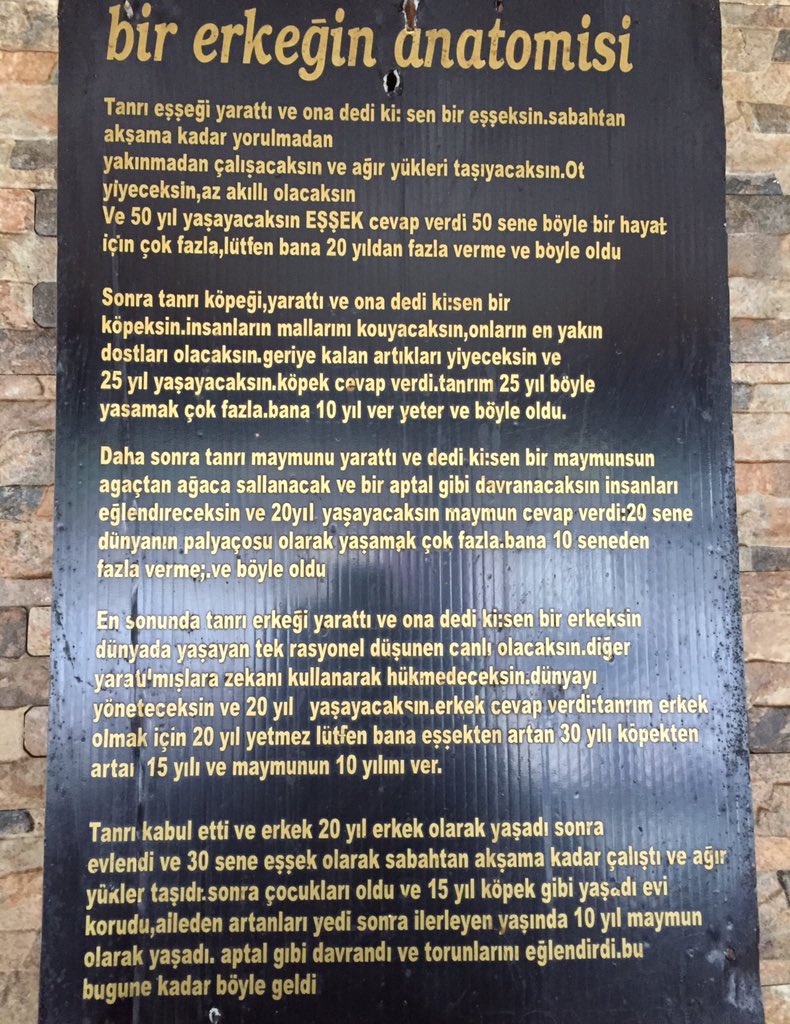 bir erkeğin anatomisi
Tanrı eşşeği yarattı ve ona dedi ki: sen bir eşşeksin.sabahtan
akşama kadar yorulmadan
yakınmadan çalışacaksın ve ağır yükleri taşıyacaksın.Ot
yiyeceksin,az akıllı olacaksın
Ve 50 yıl yaşayacaksın EŞŞEK cevap verdi 50 sene böyle bir hayat
için çok fazla,lütfen bana 20 yıldan fazla verme ve böyle oldu
Sonra tanrı köpeği,yarattı ve ona dedi ki:sen bir
köpeksin.insanların mallarını kouyacaksın,onların en yakın
dostları olacaksın.geriye kalan artıkları yiyeceksin ve
25 yıl yaşayacaksın.köpek cevap verdi.tanrım 25 yıl böyle
yasamak çok fazla.bana 10 yıl ver yeter ve böyle oldu.
Daha sonra tanrı maymunu yarattı ve dedi ki:sen bir maymunsun
agaçtan ağaca sallanacak ve bir aptal gibi davranacaksın insanları
eğlendıreceksin ve 20yıl yaşayacaksın maymun cevap verdi:20 sene
dünyanın palyaçosu olarak yaşamak çok fazla.bana 10 seneden
fazla verme;.ve böyle oldu
En sonunda tanrı erkeği yarattı ve ona dedi ki:sen bir erkeksin
dünyada yaşayan tek rasyonel düşunen canlı olacaksın.diğer
yaratı'mışlara zekanı kullanarak hükmedeceksin.dünyayı
yöneteceksin ve 20 yıl yaşayacaksın.erkek cevap verdi:tanrım erkek
olmak için 20 yıl yetmez lütfen bana eşşekten artan 30 yılı köpekten
artaı 15 yılı ve maymunun 10 yılını ver.
Tanrı kabul etti ve erkek 20 yıl erkek olarak yaşadı sonra
evlendi ve 30 sene eşşek olarak sabahtan akşama kadar çalıştı ve ağır
yükler taşıdı.sonra çocukları oldu ve 15 yıl köpek gibi yaşadı evi
korudu,aileden artanları yedi sonra ilerleyen yaşında 10 yıl maymun
olarak yaşadı. aptal gibi davrandı ve torunlarını eğlendirdi.bu
bugune kadar böyle geldi